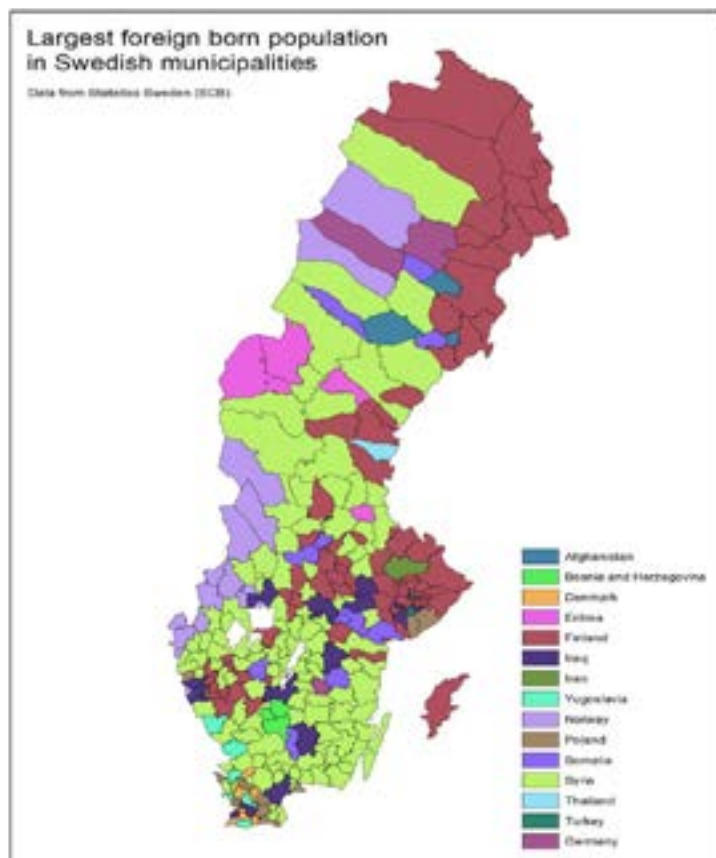 Largest foreign born population
in Swedish municipalities
Data from Statistics Sweden (SCB)
Afghanistan
Bosnia and Herzegovina
Denmark
Eritrea
Finland
Iraq
Iran
Yugoslavia
Norway
Poland
Somalia
Syria
Thailand
Turkey
Germany